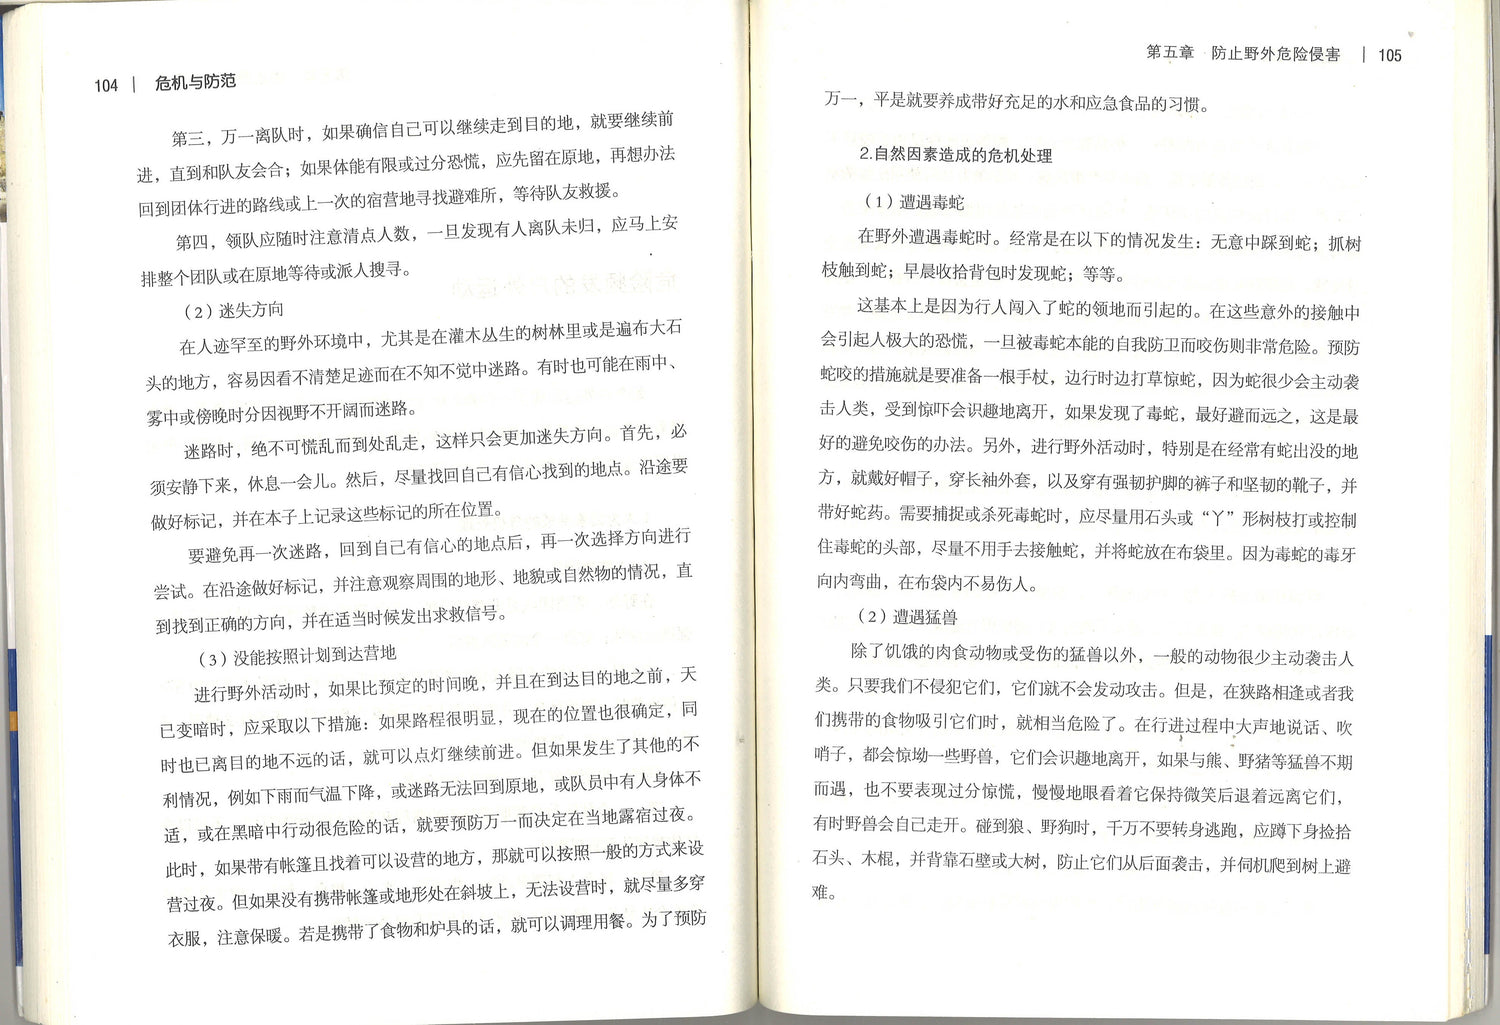 104 | 危机与防范
第三，万一离队时，如果确信自己可以继续走到目的地，就要继续前
进，直到和队友会合；如果体能有限或过分恐慌，应先留在原地，再想办法
回到团体行进的路线或上一次的宿营地寻找避难所，等待队友救援。
第四，领队应随时注意清点人数，一旦发现有人离队未归，应马上安
排整个团队或在原地等待或派人搜寻。
（2）迷失方向
在人迹罕至的野外环境中，尤其是在灌木丛生的树林里或是遍布大石
头的地方，容易因看不清楚足迹而在不知不觉中迷路。有时也可能在雨中、
雾中或傍晚时分因视野不开阔而迷路。
迷路时，绝不可慌乱而到处乱走，这样只会更加迷失方向。首先，必
须安静下来，休息一会儿。然后，尽量找回自己有信心找到的地点。沿途要
做好标记，并在本子上记录这些标记的所在位置。
要避免再一次迷路，回到自己有信心的地点后，再一次选择方向进行
尝试。在沿途做好标记，并注意观察周围的地形、地貌或自然物的情况，直
到找到正确的方向，并在适当时候发出求救信号。
（3）没能按照计划到达营地
进行野外活动时，如果比预定的时间晚，并且在到达目的地之前，天
已变暗时，应采取以下措施：如果路程很明显，现在的位置也很确定，同
时也已离目的地不远的话，就可以点灯继续前进。但如果发生了其他的不
利情况，例如下雨而气温下降，或迷路无法回到原地，或队员中有人身体不
适，或在黑暗中行动很危险的话，就要预防万一而决定在当地露宿过夜。
此时，如果带有帐篷且找着可以设营的地方，那就可以按照一般的方式来设
营过夜。但如果没有携带帐篷或地形处在斜坡上，无法设营时，就尽量多穿
衣服，注意保暖。若是携带了食物和炉具的话，就可以调理用餐。为了预防
第五章 防止野外危险侵害 | 105
万一，平是就要养成带好充足的水和应急食品的习惯。
2.自然因素造成的危机处理
（1）遭遇毒蛇
在野外遭遇毒蛇时。经常是在以下的情况发生：无意中踩到蛇；抓树
枝触到蛇；早晨收拾背包时发现蛇；等等。
这基本上是因为行人闯入了蛇的领地而引起的。在这些意外的接触中
会引起人极大的恐慌，一旦被毒蛇本能的自我防卫而咬伤则非常危险。预防
蛇咬的措施就是要准备一根手杖，边行时边打草惊蛇，因为蛇很少会主动袭
击人类，受到惊吓会识趣地离开，如果发现了毒蛇，最好避而远之，这是最
好的避免咬伤的办法。另外，进行野外活动时，特别是在经常有蛇出没的地
方，就戴好帽子，穿长袖外套，以及穿有强韧护脚的裤子和坚韧的靴子，并
带好蛇药。需要捕捉或杀死毒蛇时，应尽量用石头或“丫”形树枝打或控制
住毒蛇的头部，尽量不用手去接触蛇，并将蛇放在布袋里。因为毒蛇的毒牙
向内弯曲，在布袋内不易伤人。
（2）遭遇猛兽
除了饥饿的肉食动物或受伤的猛兽以外，一般的动物很少主动袭击人
类。只要我们不侵犯它们，它们就不会发动攻击。但是，在狭路相逢或者我
们携带的食物吸引它们时，就相当危险了。在行进过程中大声地说话、吹
哨子，都会惊坳一些野兽，它们会识趣地离开，如果与熊、野猪等猛兽不期
而遇，也不要表现过分惊慌，慢慢地眼看着它保持微笑后退着远离它们，
有时野兽会自己走开。碰到狼、野狗时，千万不要转身逃跑，应蹲下身捡拾
石头、木棍，并背靠石壁或大树，防止它们从后面袭击，并伺机爬到树上避
难。